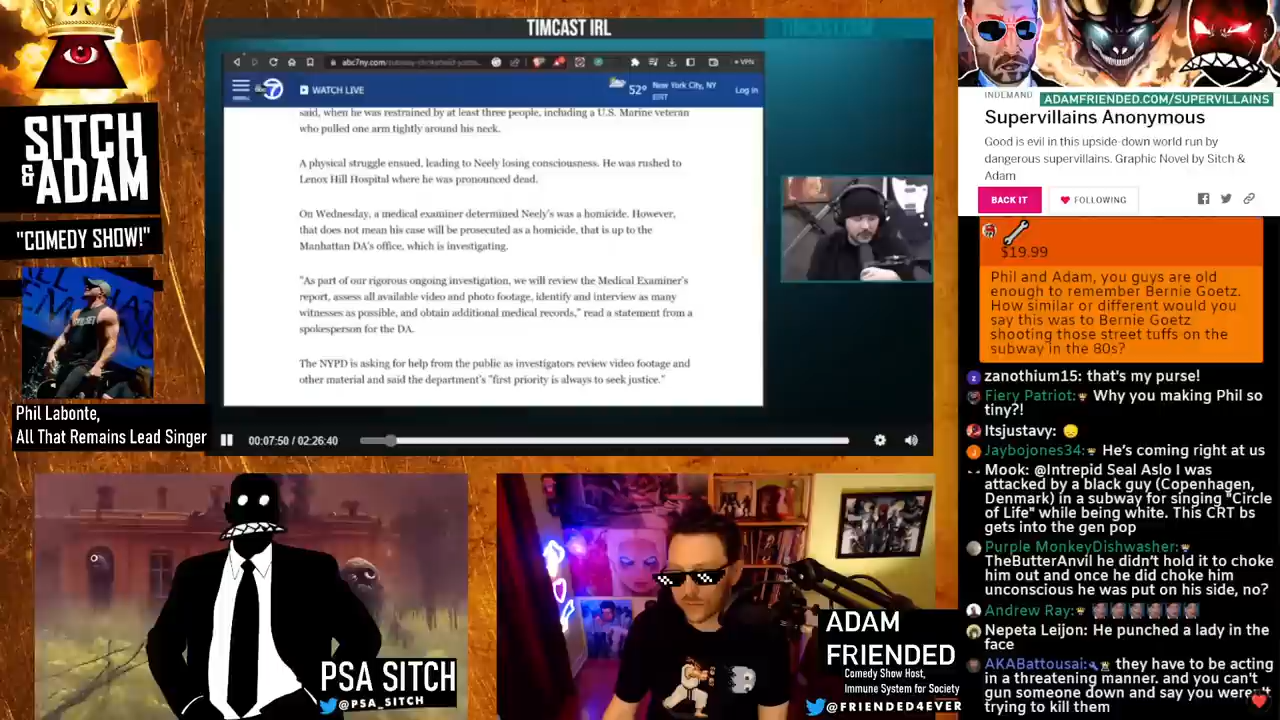 TIMCAST IRL
TIMCAST.COM
abc7ny.com/subway-chokehold-jorda...
VPN
7
WATCH LIVE
52°
New York City, NY
EDIT
Log In
said, when he was restrained by at least three people, including a U.S. Marine veteran
who pulled one arm tightly around his neck.
A physical struggle ensued, leading to Neely losing consciousness. He was rushed to
Lenox Hill Hospital where he was pronounced dead.
On Wednesday, a medical examiner determined Neely's was a homicide. However,
that does not mean his case will be prosecuted as a homicide, that is up to the
Manhattan DA's office, which is investigating.
"As part of our rigorous ongoing investigation, we will review the Medical Examiner's
report, assess all available video and photo footage, identify and interview as many
witnesses as possible, and obtain additional medical records," read a statement from a
spokesperson for the DA.
The NYPD is asking for help from the public as investigators review video footage and
other material and said the department's "first priority is always to seek justice."
00:07:50 / 02:26:40
SITCH
& ADAM
"COMEDY SHOW!"
Phil Labonte,
All That Remains Lead Singer
PSA SITCH
@PSA_SITCH
ADAM
FRIENDED
Comedy Show Host,
Immune System for Society
@FRIENDED4EVER
INDEMAND
ADAMFRIENDED.COM/SUPERVILLAINS
Supervillains Anonymous
Good is evil in this upside-down world run by
dangerous supervillains. Graphic Novel by Sitch &
Adam
BACK IT
FOLLOWING
$19.99
Phil and Adam, you guys are old
enough to remember Bernie Goetz.
How similar or different would you
say this was to Bernie Goetz
shooting those street tuffs on the
subway in the 80s?
zanothium15: that's my purse!
Fiery Patriot: Why you making Phil so
tiny?!
Itsjustavy:
Jaybojones34: He's coming right at us
Mook: @Intrepid Seal Aslo I was
attacked by a black guy (Copenhagen,
Denmark) in a subway for singing "Circle
of Life" while being white. This CRT bs
gets into the gen pop
Purple MonkeyDishwasher:
TheButterAnvil he didn't hold it to choke
him out and once he did choke him
unconscious he was put on his side, no?
Andrew Ray:
Nepeta Leijon: He punched a lady in the
face
AKABattousai: they have to be acting
in a threatening manner. and you can't
gun someone down and say you weren't
trying to kill them